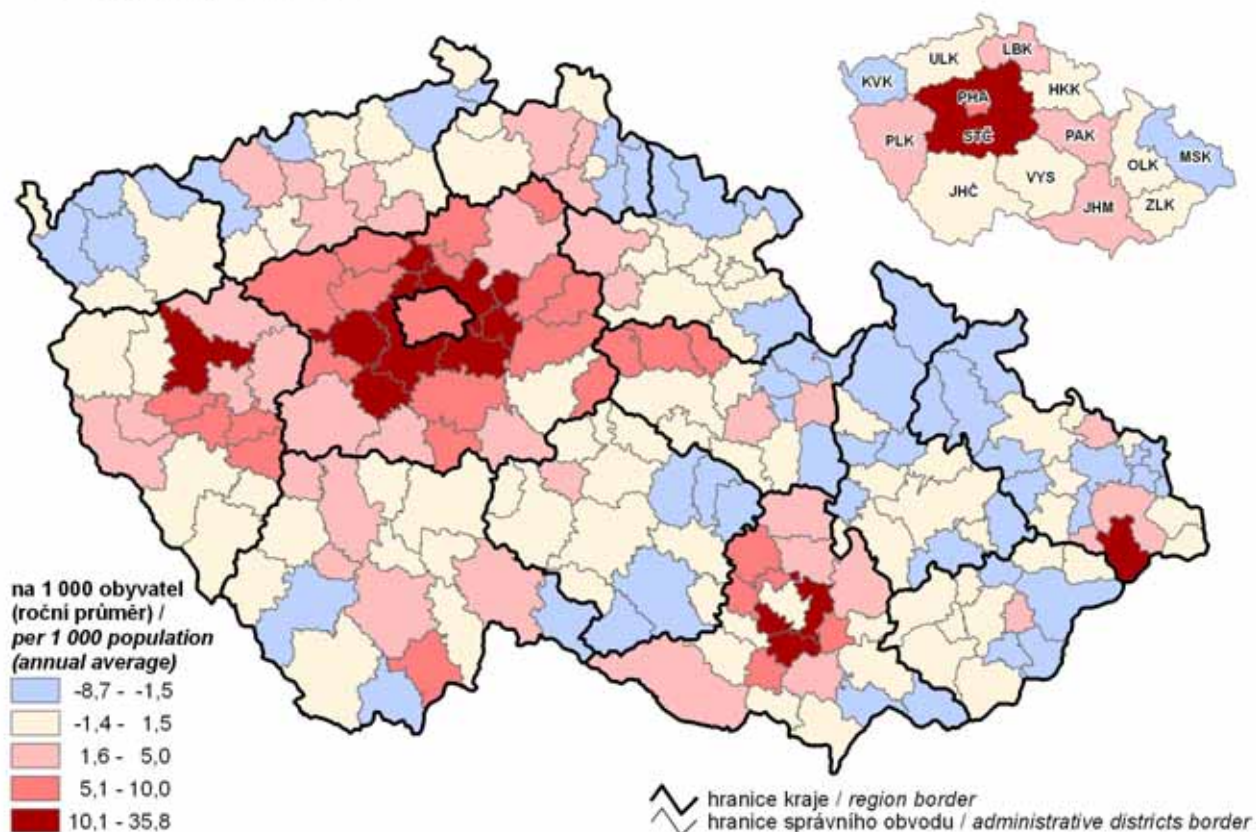 ULK
LBK
KVK
HKK
PHA
STČ
PLK
PAK
OLK
MSK
VYS
JHČ
JHM
ZLK
na 1 000 obyvatel
(roční průměr) /
per 1 000 population
(annual average)
-8,7 - -1,5
-1,4 - 1,5
1,6 - 5,0
5,1 - 10,0
10,1 - 35,8
hranice kraje / region border
hranice správního obvodu / administrative districts border